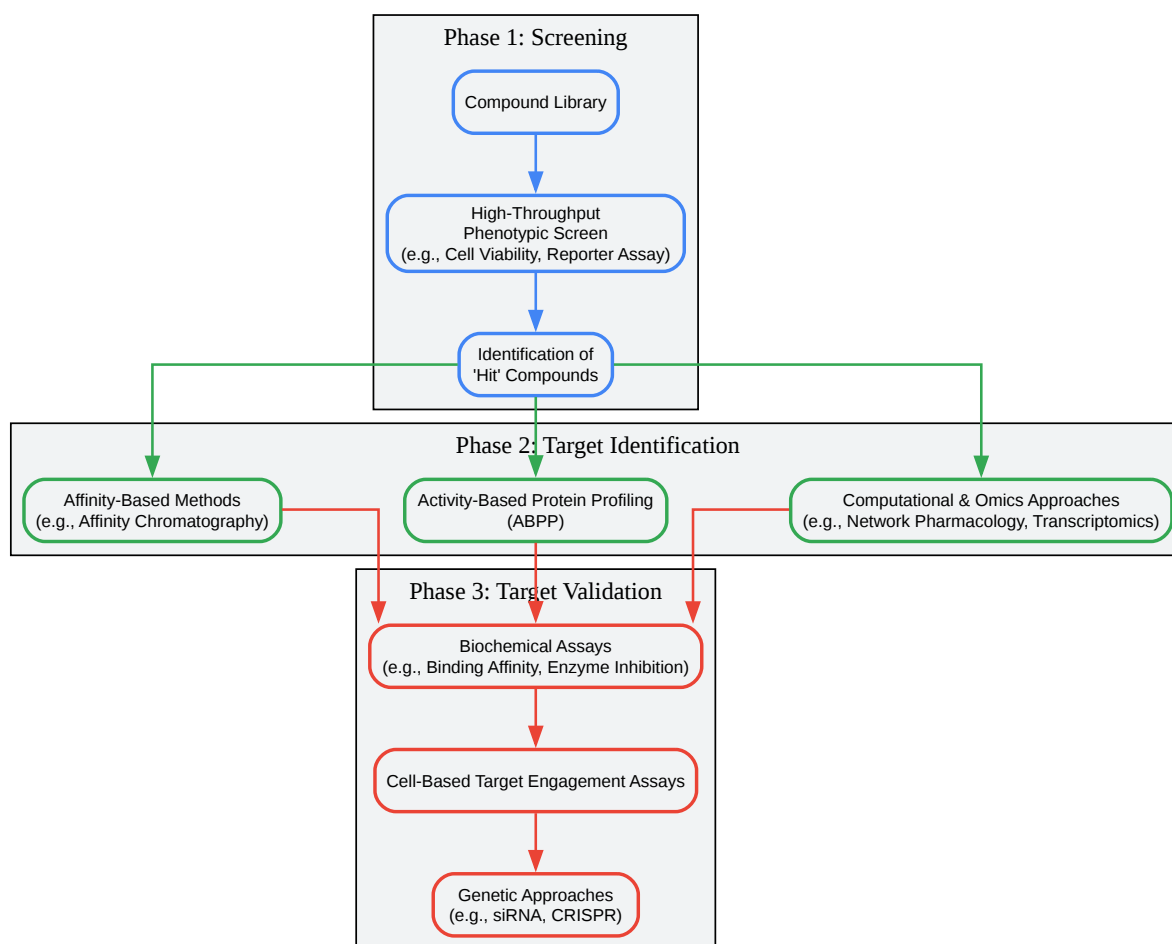 Phase 1: Screening
Compound Library
High-Throughput
Phenotypic Screen
(e.g., Cell Viability, Reporter Assay)
Identification of
'Hit' Compounds
Phase 2: Target Identification
Affinity-Based Methods
(e.g., Affinity Chromatography)
Activity-Based Protein Profiling
(ABPP)
Computational & Omics Approaches
(e.g., Network Pharmacology, Transcriptomics)
Phase 3: Target Validation
Biochemical Assays
(e.g., Binding Affinity, Enzyme Inhibition)
Cell-Based Target Engagement Assays
Genetic Approaches
(e.g., siRNA, CRISPR)